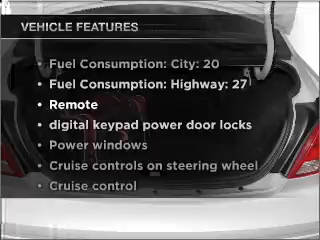 VEHICLE FEATURES
• Fuel Consumption: City: 20
• Fuel Consumption: Highway: 27
• Remote
• digital keypad power door locks
• Power windows
• Cruise controls on steering wheel
• Cruise control